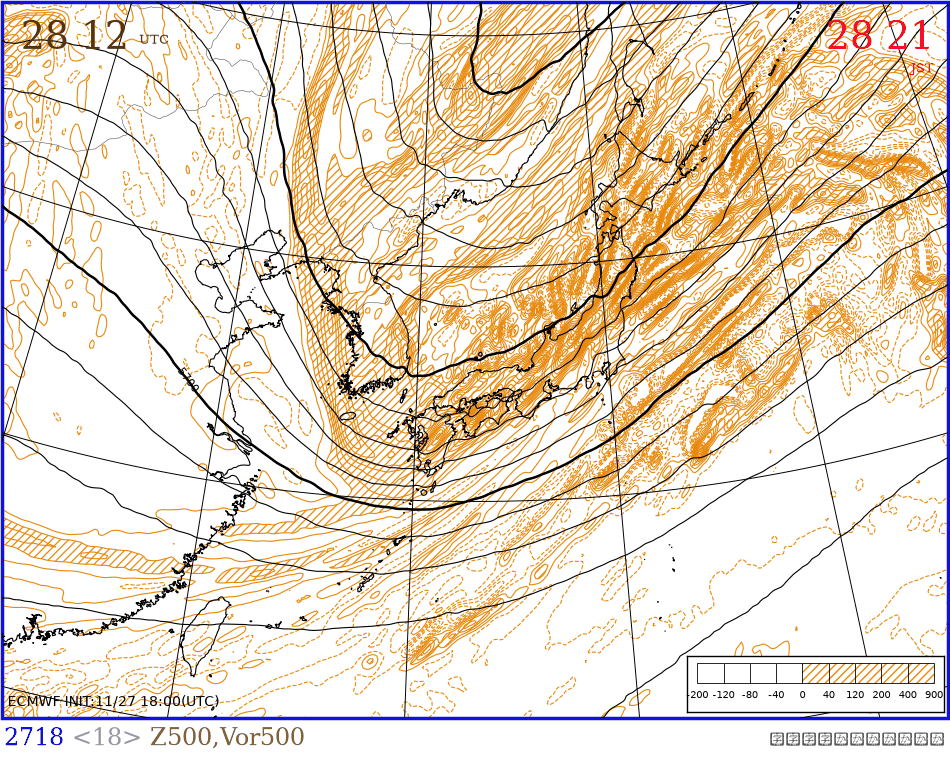 28 12 UTC
28 21
JST
5700
ECMWF INIT:11/27 18:00(UTC)
-200 -120 -80 -40 0 40 120 200 400 900
2718 <18> Z500,Vor500